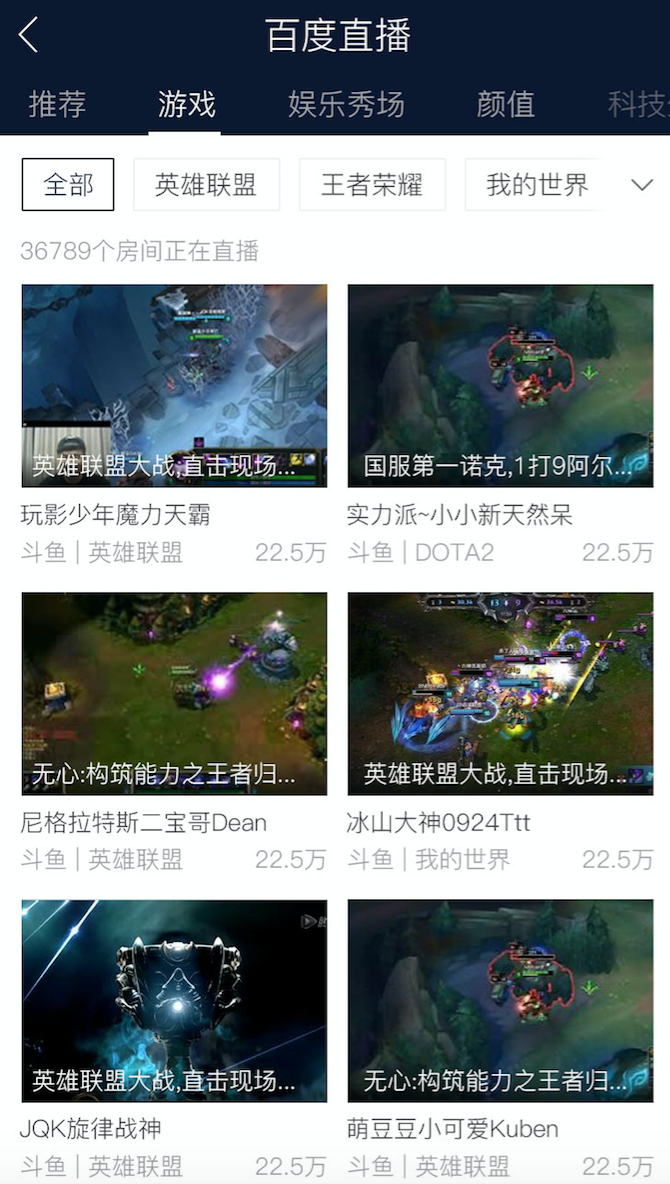 百度直播
推荐 游戏 娱乐秀场 颜值 科技
全部 英雄联盟 王者荣耀 我的世界
36789个房间正在直播
英雄联盟大战,直击现场... 国服第一诺克,1打9阿尔...
玩影少年魔力天霸 实力派~小小新天然呆
斗鱼 | 英雄联盟 22.5万 斗鱼 | DOTA2 22.5万
无心:构筑能力之王者归... 英雄联盟大战,直击现场...
尼格拉特斯二宝哥Dean 冰山大神0924Ttt
斗鱼 | 英雄联盟 22.5万 斗鱼 | 我的世界 22.5万
英雄联盟大战,直击现场... 无心:构筑能力之王者归...
JQK旋律战神 萌豆豆小可爱Kuben
斗鱼 | 英雄联盟 22.5万 斗鱼 | 英雄联盟 22.5万